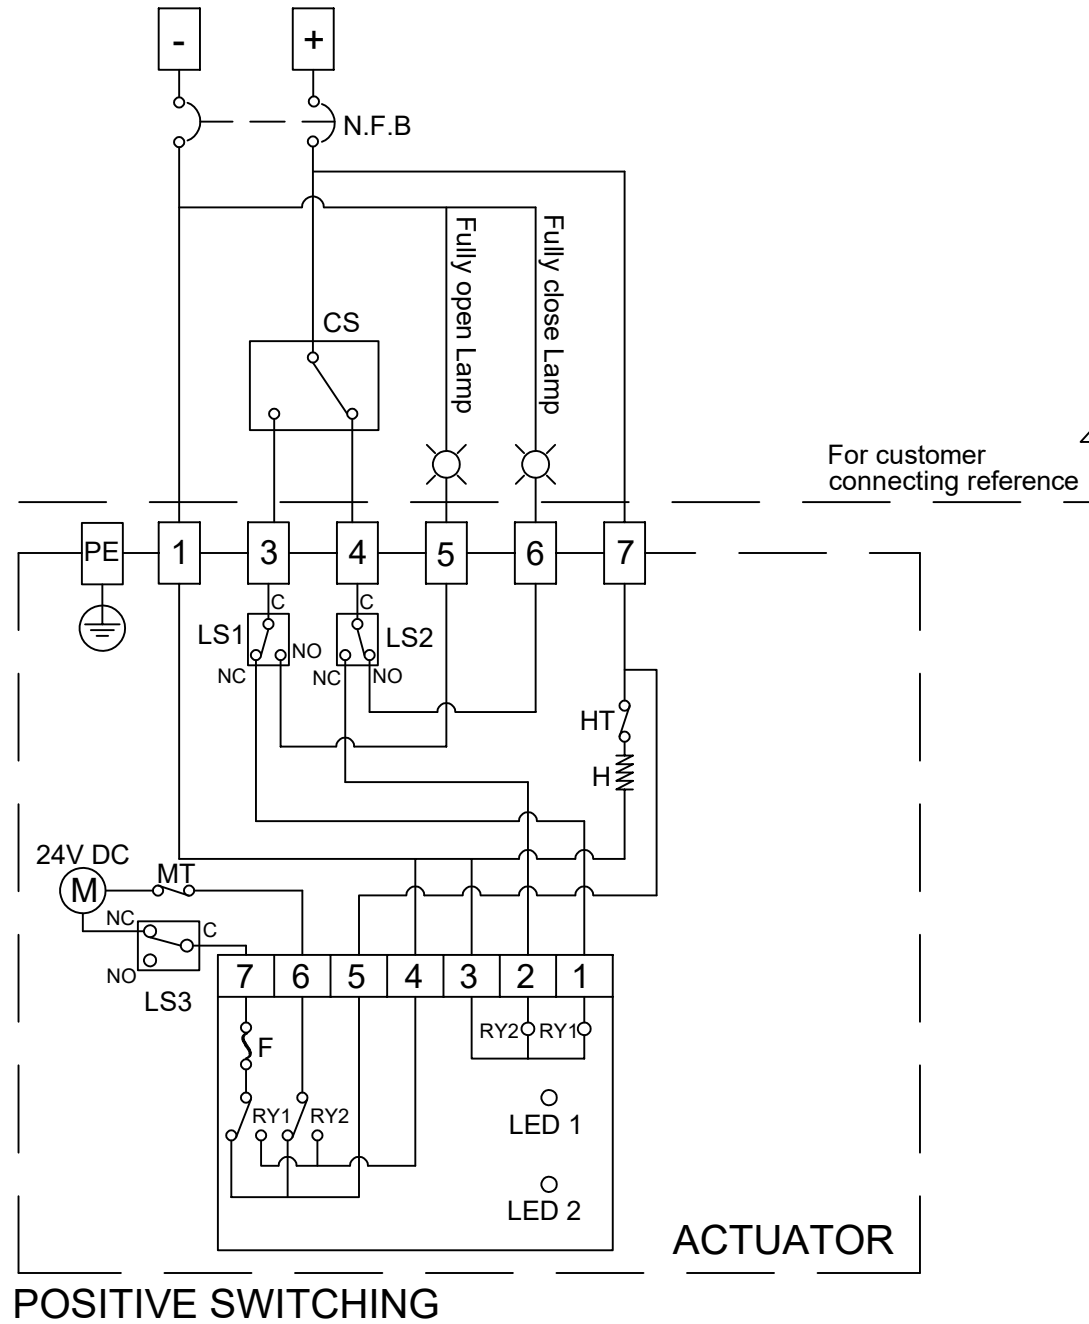 - +
N.F.B
Fully open Lamp
Fully close Lamp
CS
For customer
connecting reference
PE 1 3 4 5 6 7
C C
LS1 LS2
NO
NC NC NO
HT
H
24V DC
MT
M
NC C
NO
LS3
7 6 5 4 3 2 1
RY2 RY1
F
RY1 RY2
LED 1
LED 2
ACTUATOR
POSITIVE SWITCHING